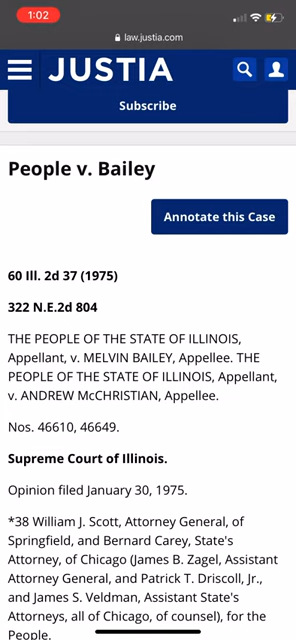 1:02
law.justia.com
JUSTIA
Subscribe
People v. Bailey
Annotate this Case
60 Ill. 2d 37 (1975)
322 N.E.2d 804
THE PEOPLE OF THE STATE OF ILLINOIS,
Appellant, v. MELVIN BAILEY, Appellee. THE
PEOPLE OF THE STATE OF ILLINOIS, Appellant,
v. ANDREW McCHRISTIAN, Appellee.
Nos. 46610, 46649.
Supreme Court of Illinois.
Opinion filed January 30, 1975.
*38 William J. Scott, Attorney General, of
Springfield, and Bernard Carey, State's
Attorney, of Chicago (James B. Zagel, Assistant
Attorney General, and Patrick T. Driscoll, Jr.,
and James S. Veldman, Assistant State's
Attorneys, all of Chicago, of counsel), for the
People.